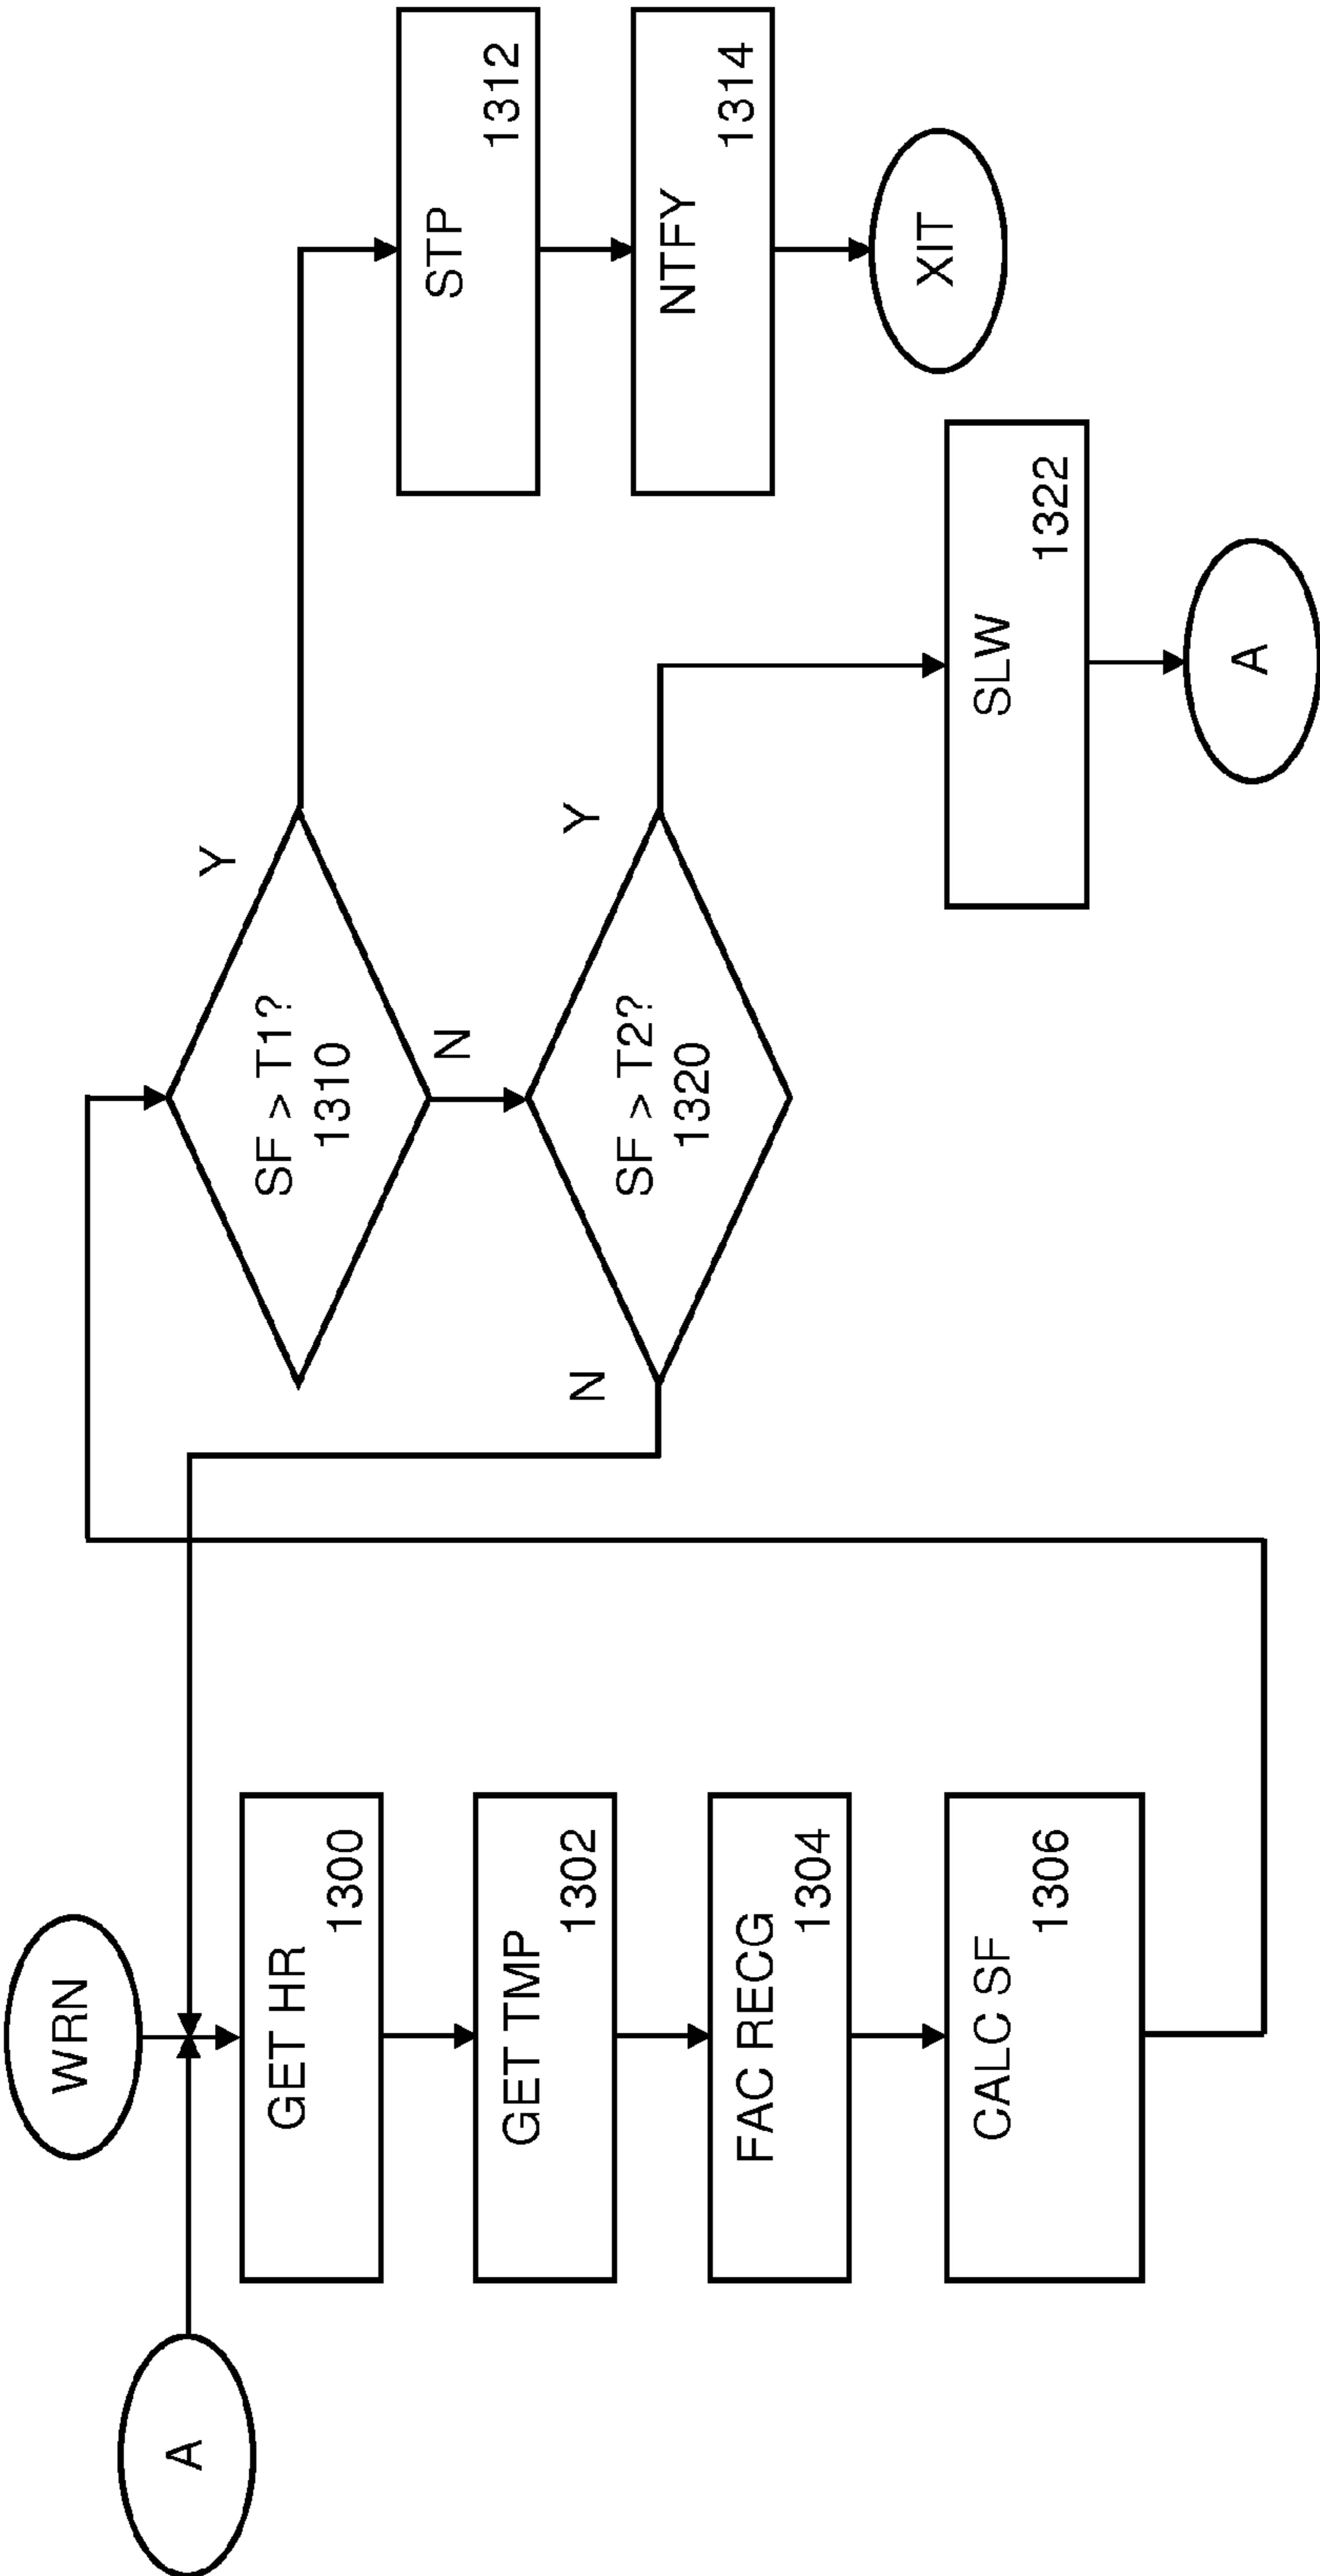 WRN
A
GET HR
1300
GET TMP
1302
FAC RECG
1304
CALC SF
1306
SF > T1?
1310
Y
N
SF > T2?
1320
N
Y
STP
1312
NTFY
1314
XIT
SLW
1322
A